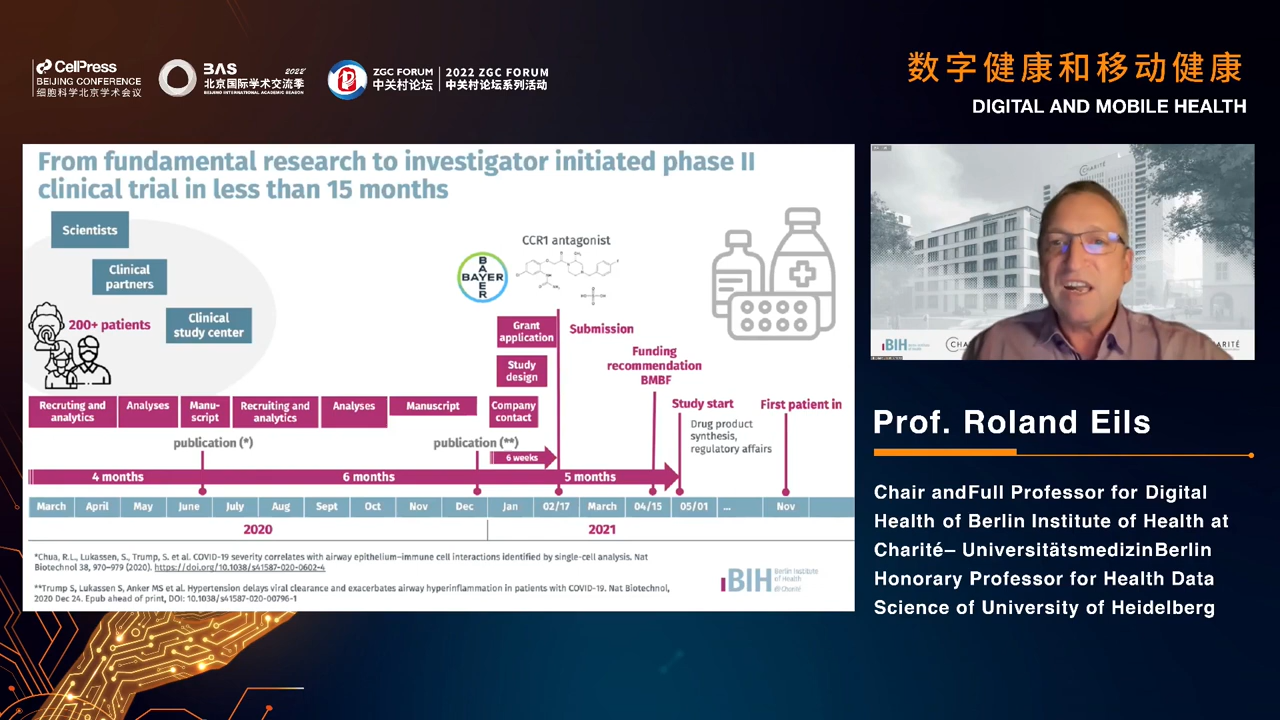 CellPress
BEIJING CONFERENCE
细胞科学北京学术会议
BAS 2022
北京国际学术交流季
BEIJING INTERNATIONAL ACADEMIC SEASON
ZGC FORUM
中关村论坛
2022 ZGC FORUM
中关村论坛系列活动
数字健康和移动健康
DIGITAL AND MOBILE HEALTH
From fundamental research to investigator initiated phase II
clinical trial in less than 15 months
Scientists
Clinical
partners
Clinical
study center
200+ patients
CCR1 antagonist
BAYER
BAYER
Grant
application
Submission
Study
design
Funding
recommendation
BMBF
Company
contact
Study start
First patient in
Drug product
synthesis,
regulatory affairs
Recruting and
analytics
Analyses
Manu-
script
Recruiting and
analytics
Analyses
Manuscript
publication (*)
publication (**)
6 weeks
4 months
6 months
5 months
March April May June July Aug Sept Oct Nov Dec Jan 02/17 March 04/15 05/01 ... Nov
2020
2021
*Chua, R.L., Lukassen, S., Trump, S. et al. COVID-19 severity correlates with airway epithelium–immune cell interactions identified by single-cell analysis. Nat
Biotechnol 38, 970–979 (2020). https://doi.org/10.1038/s41587-020-0602-4
**Trump S, Lukassen S, Anker MS et al. Hypertension delays viral clearance and exacerbates airway hyperinflammation in patients with COVID-19. Nat Biotechnol,
2020 Dec 24. Epub ahead of print, DOI: 10.1038/s41587-020-00796-1
BIH
Berlin Institute
of Health
@Charité
CHARITÉ
BIH
CHA
ARITÉ
Prof. Roland Eils
Chair andFull Professor for Digital
Health of Berlin Institute of Health at
Charité– UniversitätsmedizinBerlin
Honorary Professor for Health Data
Science of University of Heidelberg